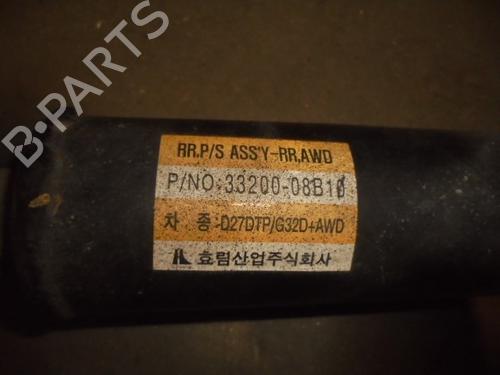 B-PARTS
RR.P/S ASS'Y-RR.AWD
P/NO:33200-08B10
차 종:D27DTP/G32D+AWD
효림산업주식회사